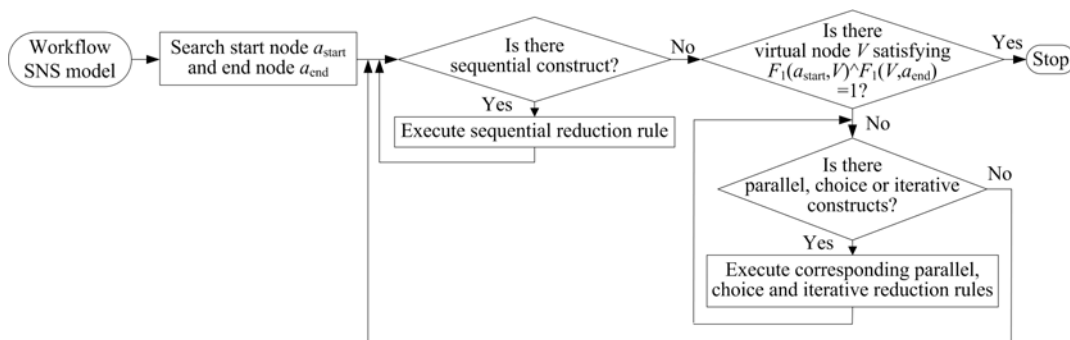 Workflow
SNS model
Search start node a_start
and end node a_end
Is there
sequential construct?
Yes
No
Execute sequential reduction rule
Is there
virtual node V satisfying
F₁(a_start,V)^F₁(V,a_end)
=1?
Yes
Stop
No
Is there
parallel, choice or iterative
constructs?
No
Yes
Execute corresponding parallel,
choice and iterative reduction rules